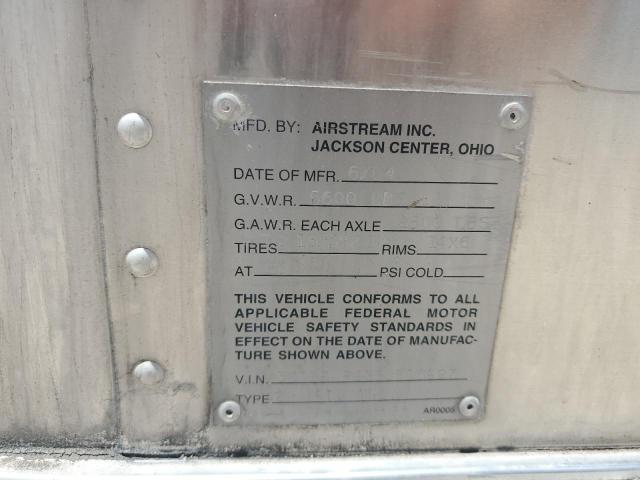 MFD. BY: AIRSTREAM INC.
JACKSON CENTER, OHIO
DATE OF MFR.
G.V.W.R.
G.A.W.R. EACH AXLE LBS
TIRES RIMS 14X6
AT PSI COLD
THIS VEHICLE CONFORMS TO ALL
APPLICABLE FEDERAL MOTOR
VEHICLE SAFETY STANDARDS IN
EFFECT ON THE DATE OF MANUFAC-
TURE SHOWN ABOVE.
V.I.N.
TYPE
AR0005